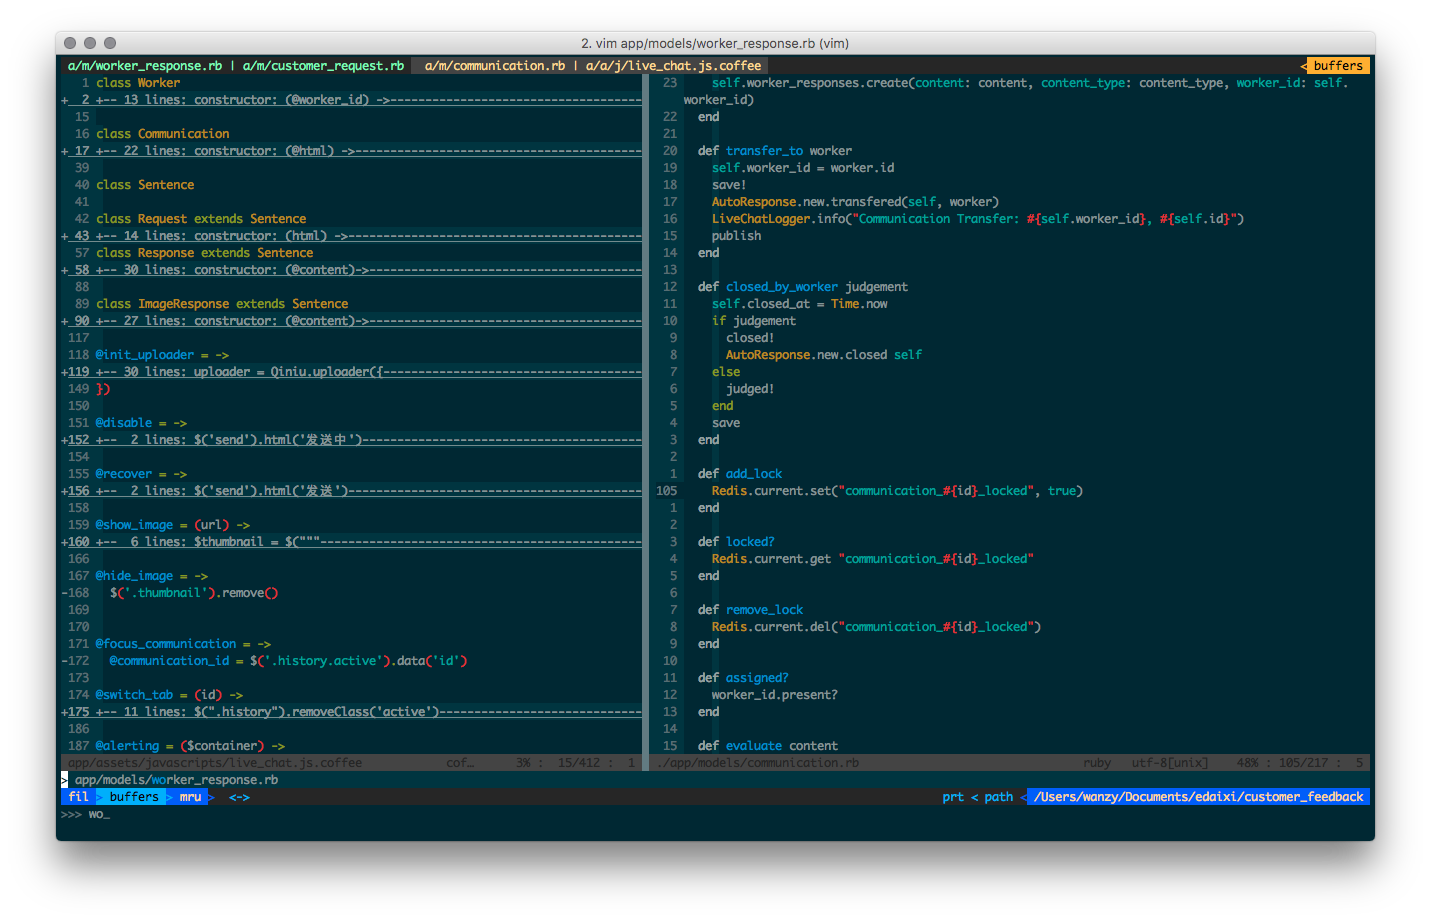 2. vim app/models/worker_response.rb (vim)
a/m/worker_response.rb | a/m/customer_request.rb a/m/communication.rb | a/a/j/live_chat.js.coffee < buffers
1 class Worker
+ 2 +-- 13 lines: constructor: (@worker_id) ->-------------------------------------
15
16 class Communication
+ 17 +-- 22 lines: constructor: (@html) ->------------------------------------------
39
40 class Sentence
41
42 class Request extends Sentence
+ 43 +-- 14 lines: constructor: (html) ->-------------------------------------------
57 class Response extends Sentence
+ 58 +-- 30 lines: constructor: (@content)->----------------------------------------
88
89 class ImageResponse extends Sentence
+ 90 +-- 27 lines: constructor: (@content)->----------------------------------------
117
118 @init_uploader = ->
+119 +-- 30 lines: uploader = Qiniu.uploader({--------------------------------------
149 })
150
151 @disable = ->
+152 +--  2 lines: $('send').html('发送中')-----------------------------------------
154
155 @recover = ->
+156 +--  2 lines: $('send').html('发送')-------------------------------------------
158
159 @show_image = (url) ->
+160 +--  6 lines: $thumbnail = $("""-----------------------------------------------
166
167 @hide_image = ->
-168   $('.thumbnail').remove()
169
170
171 @focus_communication = ->
-172   @communication_id = $('.history.active').data('id')
173
174 @switch_tab = (id) ->
+175 +-- 11 lines: $(".history").removeClass('active')------------------------------
186
187 @alerting = ($container) ->
app/assets/javascripts/live_chat.js.coffee cof… 3% : 15/412 : 1
23     self.worker_responses.create(content: content, content_type: content_type, worker_id: self.
worker_id)
22   end
21
20   def transfer_to worker
19     self.worker_id = worker.id
18     save!
17     AutoResponse.new.transfered(self, worker)
16     LiveChatLogger.info("Communication Transfer: #{self.worker_id}, #{self.id}")
15     publish
14   end
13
12   def closed_by_worker judgement
11     self.closed_at = Time.now
10     if judgement
9       closed!
8       AutoResponse.new.closed self
7     else
6       judged!
5     end
4     save
3   end
2
1   def add_lock
105     Redis.current.set("communication_#{id}_locked", true)
1   end
2
3   def locked?
4     Redis.current.get "communication_#{id}_locked"
5   end
6
7   def remove_lock
8     Redis.current.del("communication_#{id}_locked")
9   end
10
11   def assigned?
12     worker_id.present?
13   end
14
15   def evaluate content
./app/models/communication.rb ruby utf-8[unix] 48% : 105/217 : 5
> app/models/worker_response.rb
fil > buffers > mru > <-> prt < path < /Users/wanzy/Documents/edaixi/customer_feedback
>>> wo_